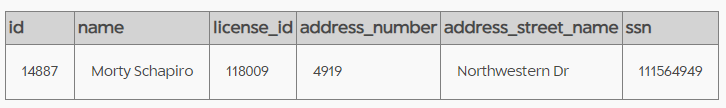 id name license_id address_number address_street_name ssn
14887 Morty Schapiro 118009 4919 Northwestern Dr 111564949